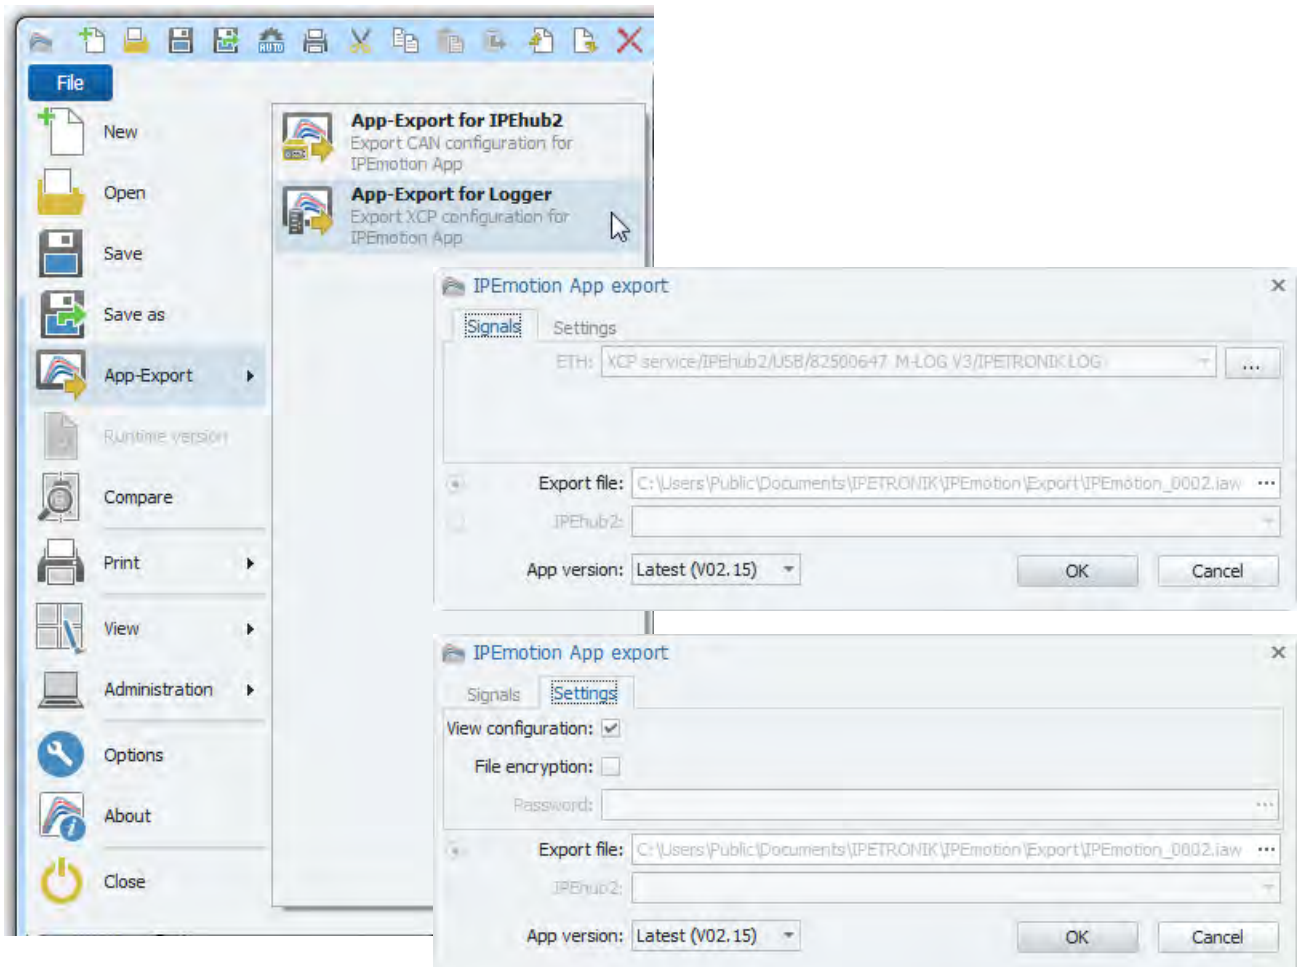 AUTO
File
New
Open
Save
Save as
App-Export
Runtime version
Compare
Print
View
Administration
Options
About
Close
App-Export for IPEhub2
Export CAN configuration for
IPEmotion App
App-Export for Logger
Export XCP configuration for
IPEmotion App
IPEmotion App export
Signals Settings
ETH: XCP service/IPEhub2/USB/82500647 M-LOG V3/IPETRONIK LOG ...
Export file: C:\Users\Public\Documents\IPETRONIK\IPEmotion\Export\IPEmotion_0002.iaw ...
IPEhub2:
App version: Latest (V02.15) OK Cancel
IPEmotion App export
Signals Settings
View configuration:
File encryption:
Password: ...
Export file: C:\Users\Public\Documents\IPETRONIK\IPEmotion\Export\IPEmotion_0002.iaw ...
IPEhub2:
App version: Latest (V02.15) OK Cancel